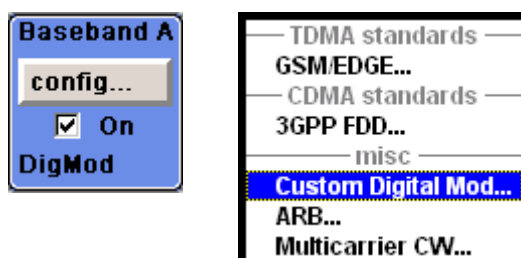 Baseband A
config...
On
DigMod
TDMA standards
GSM/EDGE...
CDMA standards
3GPP FDD...
misc
Custom Digital Mod...
ARB...
Multicarrier CW...